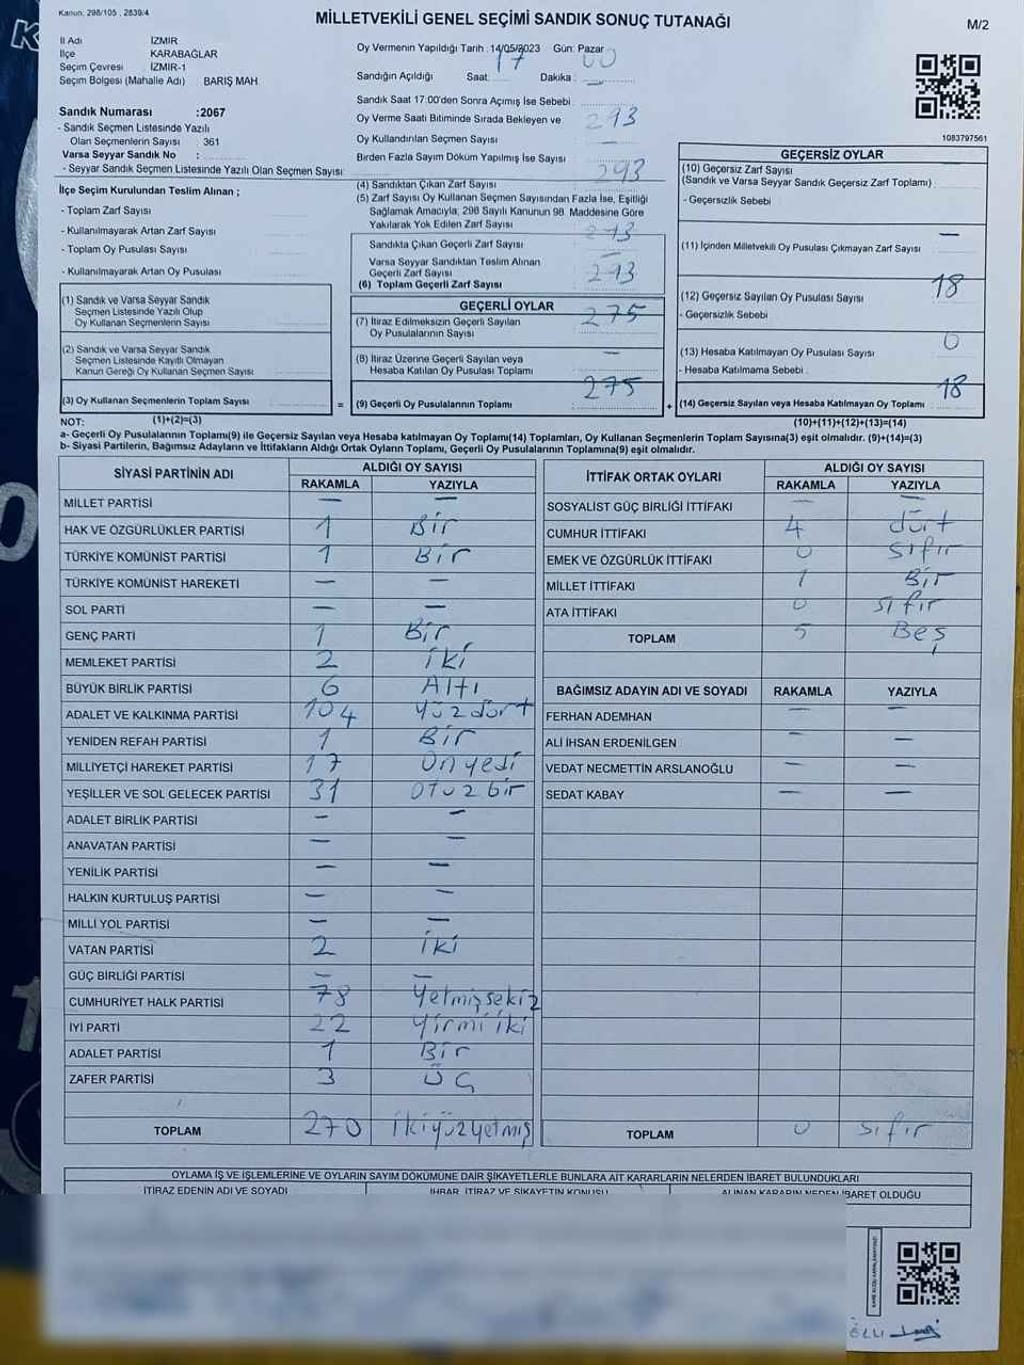 Kanun: 298/105 , 2839/4
MİLLETVEKİLİ GENEL SEÇİMİ SANDIK SONUÇ TUTANAĞI
M/2
İl Adı İZMİR
İlçe KARABAĞLAR
Seçim Çevresi İZMİR-1
Seçim Bölgesi (Mahalle Adı) BARIŞ MAH.
Sandık Numarası :2067
- Sandık Seçmen Listesinde Yazılı
Olan Seçmenlerin Sayısı : 361
Varsa Seyyar Sandık No :
- Seyyar Sandık Seçmen Listesinde Yazılı Olan Seçmen Sayısı:
İlçe Seçim Kurulundan Teslim Alınan ;
- Toplam Zarf Sayısı
- Kullanılmayarak Artan Zarf Sayısı
- Toplam Oy Pusulası Sayısı
- Kullanılmayarak Artan Oy Pusulası
(1) Sandık ve Varsa Seyyar Sandık
Seçmen Listesinde Yazılı Olup
Oy Kullanan Seçmenlerin Sayısı
(2) Sandık ve Varsa Seyyar Sandık
Seçmen Listesinde Kayıtlı Olmayan
Kanun Gereği Oy Kullanan Seçmen Sayısı
(3) Oy Kullanan Seçmenlerin Toplam Sayısı
NOT: (1)+(2)=(3)
Oy Vermenin Yapıldığı Tarih : 14/05/2023 Gün: Pazar
Sandığın Açıldığı Saat: 17 Dakika : 00
Sandık Saat 17:00'den Sonra Açımış İse Sebebi :
Oy Verme Saati Bitiminde Sırada Bekleyen ve
Oy Kullandırılan Seçmen Sayısı 293
Birden Fazla Sayım Döküm Yapılmış İse Sayısı —
(4) Sandıktan Çıkan Zarf Sayısı 293
(5) Zarf Sayısı Oy Kullanan Seçmen Sayısından Fazla İse, Eşitliği
Sağlamak Amacıyla; 298 Sayılı Kanunun 98. Maddesine Göre
Yakılarak Yok Edilen Zarf Sayısı
Sandıkta Çıkan Geçerli Zarf Sayısı 293
Varsa Seyyar Sandıktan Teslim Alınan
Geçerli Zarf Sayısı —
(6) Toplam Geçerli Zarf Sayısı 293
GEÇERLİ OYLAR
(7) İtiraz Edilmeksizin Geçerli Sayılan
Oy Pusulalarının Sayısı 275
(8) İtiraz Üzerine Geçerli Sayılan veya
Hesaba Katılan Oy Pusulası Toplamı —
= (9) Geçerli Oy Pusulalarının Toplamı 275 +
1083797561
GEÇERSİZ OYLAR
(10) Geçersiz Zarf Sayısı
(Sandık ve Varsa Seyyar Sandık Geçersiz Zarf Toplamı) :
- Geçersizlik Sebebi
(11) İçinden Milletvekili Oy Pusulası Çıkmayan Zarf Sayısı —
(12) Geçersiz Sayılan Oy Pusulası Sayısı 18
- Geçersizlik Sebebi
(13) Hesaba Katılmayan Oy Pusulası Sayısı 0
- Hesaba Katılmama Sebebi :
(14) Geçersiz Sayılan veya Hesaba Katılmayan Oy Toplamı 18
(10)+(11)+(12)+(13)=(14)
a- Geçerli Oy Pusulalarının Toplamı(9) ile Geçersiz Sayılan veya Hesaba katılmayan Oy Toplamı(14) Toplamları, Oy Kullanan Seçmenlerin Toplam Sayısına(3) eşit olmalıdır. (9)+(14)=(3)
b- Siyasi Partilerin, Bağımsız Adayların ve İttifakların Aldığı Ortak Oyların Toplamı, Geçerli Oy Pusulalarının Toplamına(9) eşit olmalıdır.
SİYASİ PARTİNİN ADI ALDIĞI OY SAYISI
RAKAMLA YAZIYLA
MİLLET PARTİSİ — —
HAK VE ÖZGÜRLÜKLER PARTİSİ 1 Bir
TÜRKİYE KOMÜNİST PARTİSİ 1 Bir
TÜRKİYE KOMÜNİST HAREKETİ — —
SOL PARTİ — —
GENÇ PARTİ 1 Bir
MEMLEKET PARTİSİ 2 iki
BÜYÜK BİRLİK PARTİSİ 6 Altı
ADALET VE KALKINMA PARTİSİ 104 yüzdört
YENİDEN REFAH PARTİSİ 1 Bir
MİLLİYETÇİ HAREKET PARTİSİ 17 Onyedi
YEŞİLLER VE SOL GELECEK PARTİSİ 31 otuzbir
ADALET BİRLİK PARTİSİ — —
ANAVATAN PARTİSİ — —
YENİLİK PARTİSİ — —
HALKIN KURTULUŞ PARTİSİ — —
MİLLİ YOL PARTİSİ — —
VATAN PARTİSİ 2 iki
GÜÇ BİRLİĞİ PARTİSİ — —
CUMHURİYET HALK PARTİSİ 78 yetmişsekiz
İYİ PARTİ 22 yirmiiki
ADALET PARTİSİ 1 Bir
ZAFER PARTİSİ 3 üç
TOPLAM 270 ikiyüzyetmiş
İTTİFAK ORTAK OYLARI ALDIĞI OY SAYISI
RAKAMLA YAZIYLA
SOSYALİST GÜÇ BİRLİĞİ İTTİFAKI — —
CUMHUR İTTİFAKI 4 dört
EMEK VE ÖZGÜRLÜK İTTİFAKI 0 sıfır
MİLLET İTTİFAKI 1 Bir
ATA İTTİFAKI 0 sıfır
TOPLAM 5 Beş
BAĞIMSIZ ADAYIN ADI VE SOYADI RAKAMLA YAZIYLA
FERHAN ADEMHAN — —
ALİ İHSAN ERDENİLGEN — —
VEDAT NECMETTİN ARSLANOĞLU — —
SEDAT KABAY — —
TOPLAM 0 sıfır
OYLAMA İŞ VE İŞLEMLERİNE VE OYLARIN SAYIM DÖKÜMÜNE DAİR ŞİKAYETLERLE BUNLARA AİT KARARLARIN NELERDEN İBARET BULUNDUKLARI
İTİRAZ EDENİN ADI VE SOYADI İHBAR, İTİRAZ VE ŞİKAYETİN KONUSU ALINAN KARARIN NEDEN İBARET OLDUĞU